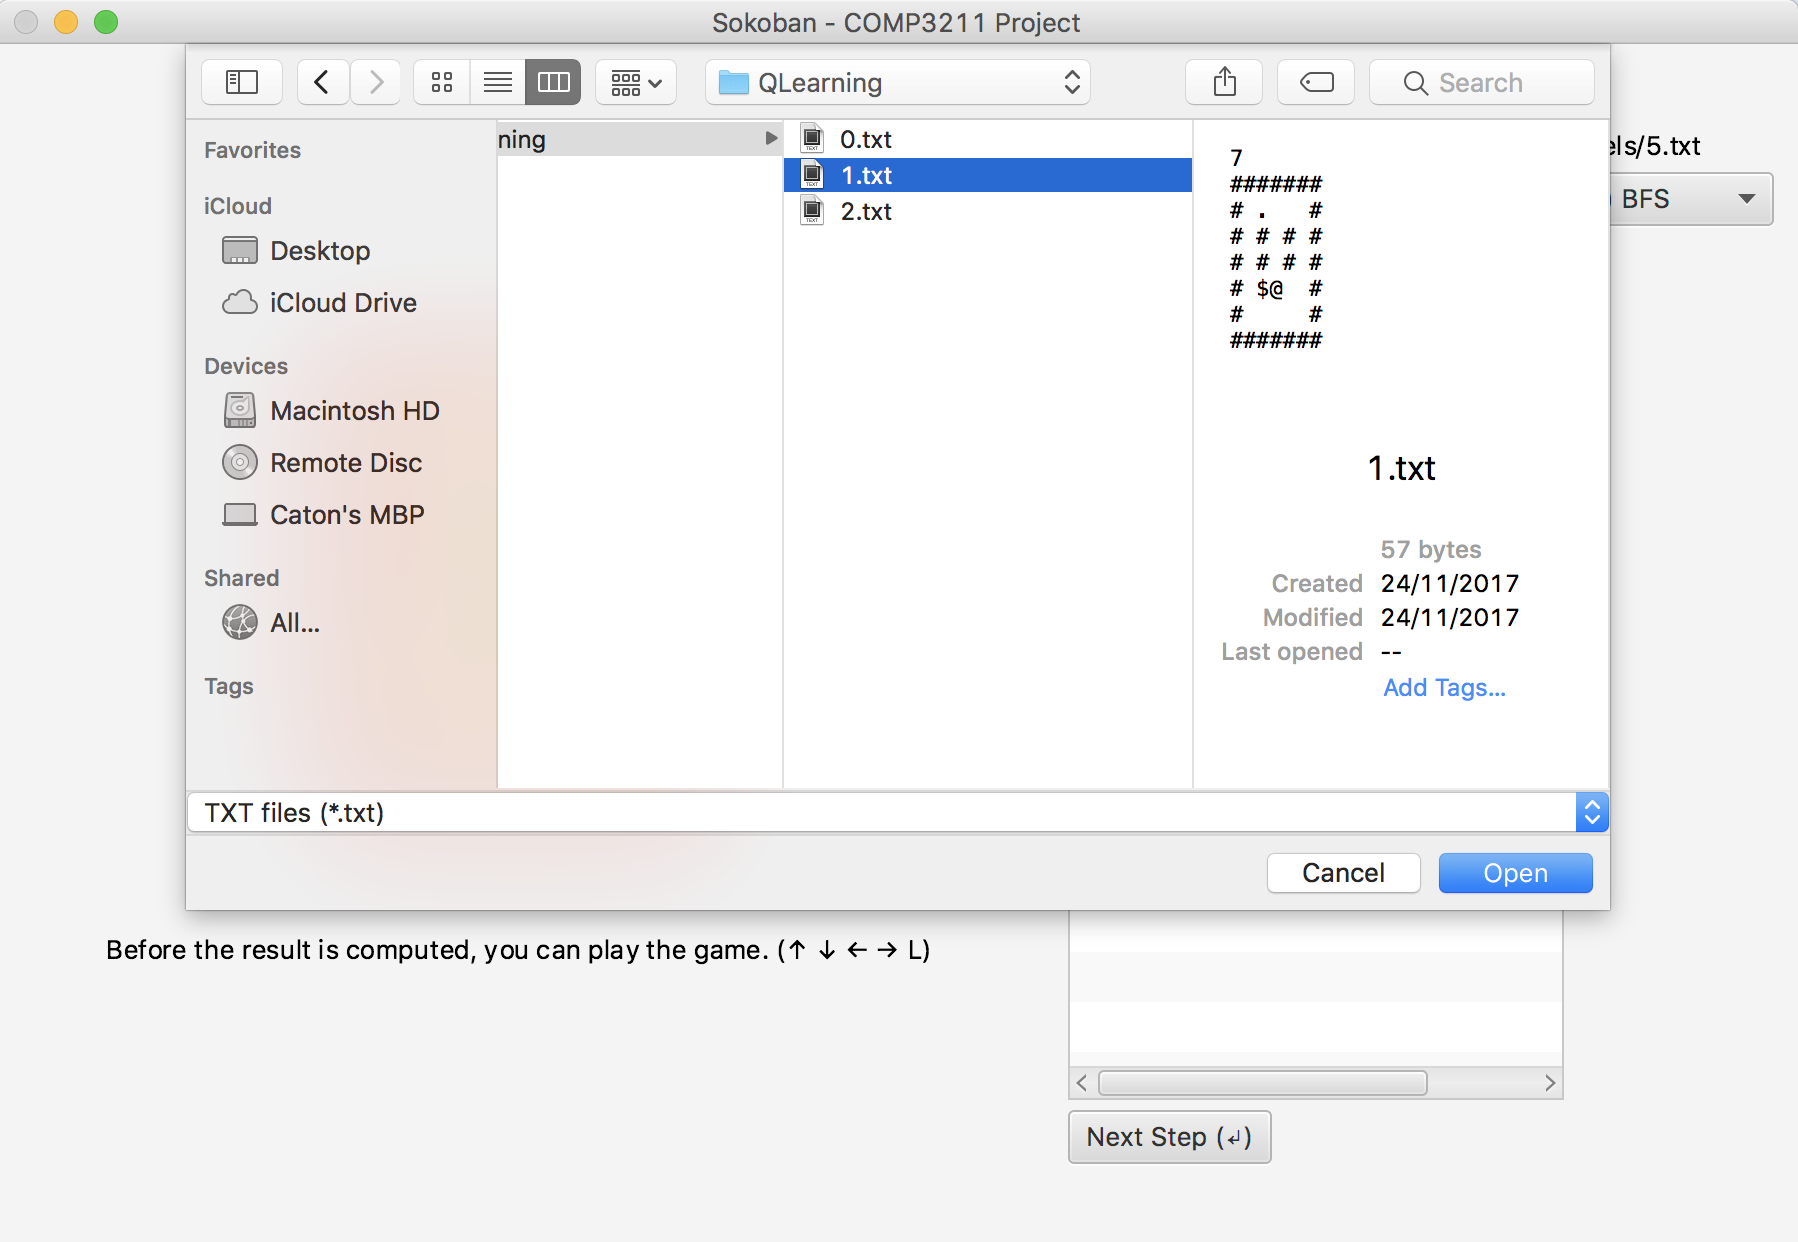 Sokoban - COMP3211 Project
QLearning
Search
Favorites
iCloud
Desktop
iCloud Drive
Devices
Macintosh HD
Remote Disc
Caton's MBP
Shared
All...
Tags
ning
0.txt
1.txt
2.txt
7
#######
# .   #
# # # #
# # # #
# $@  #
#     #
#######
1.txt
57 bytes
Created 24/11/2017
Modified 24/11/2017
Last opened --
Add Tags...
els/5.txt
BFS
TXT files (*.txt)
Cancel
Open
Before the result is computed, you can play the game. (↑ ↓ ← → L)
Next Step (↲)